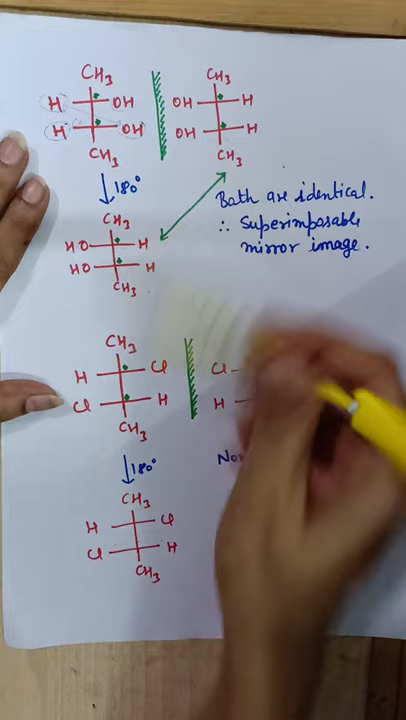 CH3 CH3
H OH OH H
H OH OH H
CH3 CH3
180°
Both are identical.
∴ Superimposable
mirror image.
CH3
HO H
HO H
CH3
CH3
H Cl Cl
Cl H H
CH3
180°
CH3
H Cl
Cl H
CH3